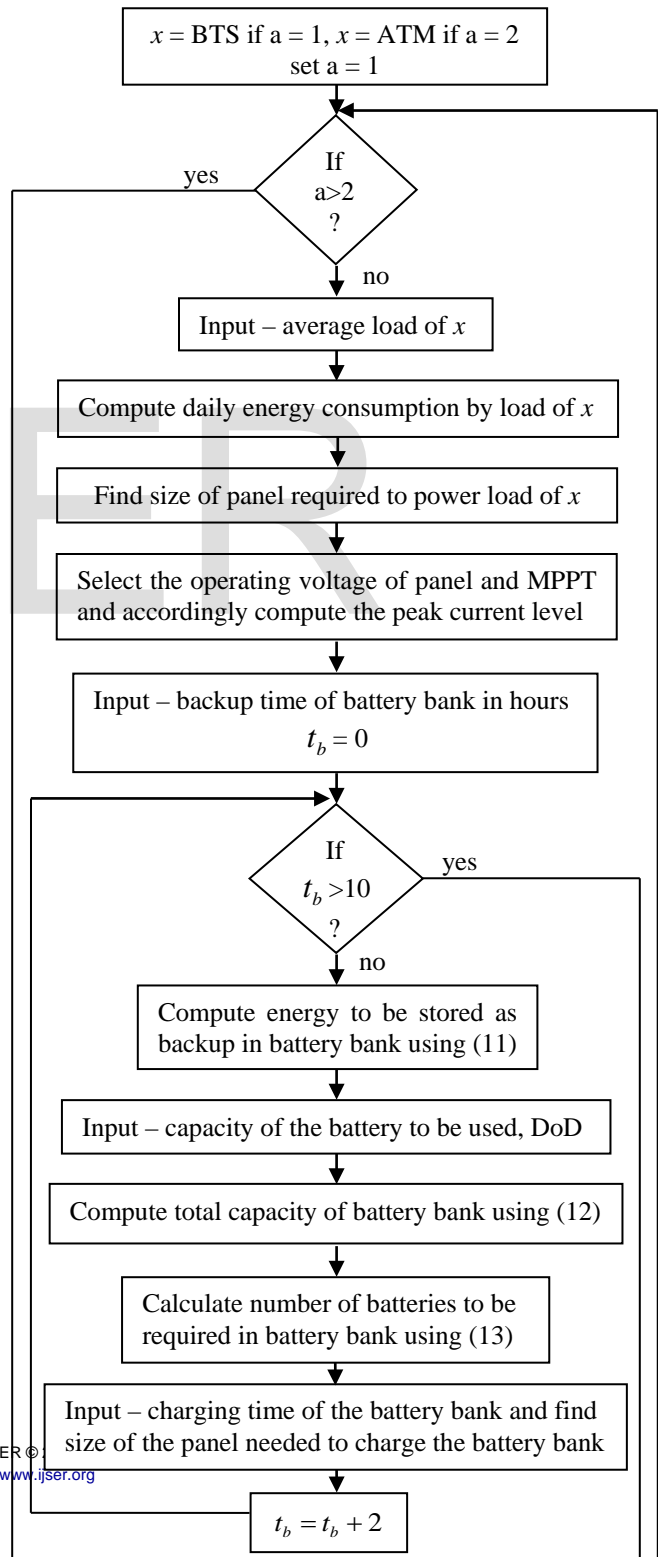 x = BTS if a = 1, x = ATM if a = 2
set a = 1
If
a>2
?
yes
no
Input – average load of x
Compute daily energy consumption by load of x
Find size of panel required to power load of x
Select the operating voltage of panel and MPPT
and accordingly compute the peak current level
Input – backup time of battery bank in hours
t_b = 0
If
t_b >10
?
yes
no
Compute energy to be stored as
backup in battery bank using (11)
Input – capacity of the battery to be used, DoD
Compute total capacity of battery bank using (12)
Calculate number of batteries to be
required in battery bank using (13)
Input – charging time of the battery bank and find
size of the panel needed to charge the battery bank
t_b = t_b + 2
ER ©
www.ijser.org
ER